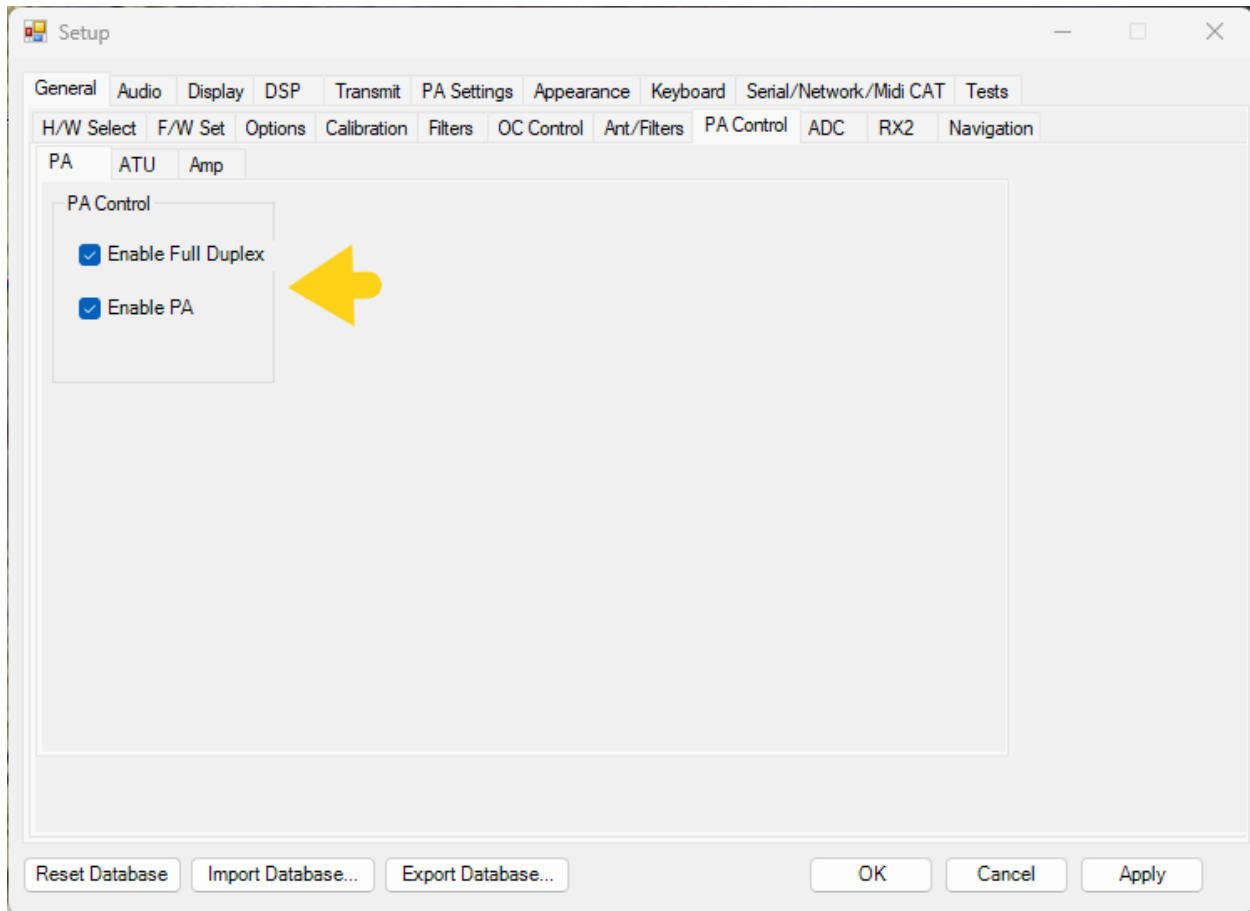 Setup
General Audio Display DSP Transmit PA Settings Appearance Keyboard Serial/Network/Midi CAT Tests
H/W Select F/W Set Options Calibration Filters OC Control Ant/Filters PA Control ADC RX2 Navigation
PA ATU Amp
PA Control
Enable Full Duplex
Enable PA
Reset Database Import Database... Export Database... OK Cancel Apply